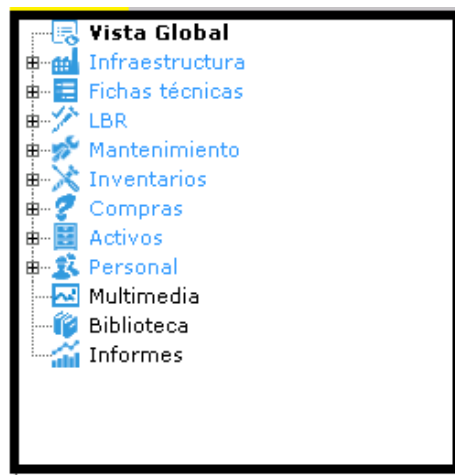 Vista Global
Infraestructura
Fichas técnicas
LBR
Mantenimiento
Inventarios
Compras
Activos
Personal
Multimedia
Biblioteca
Informes